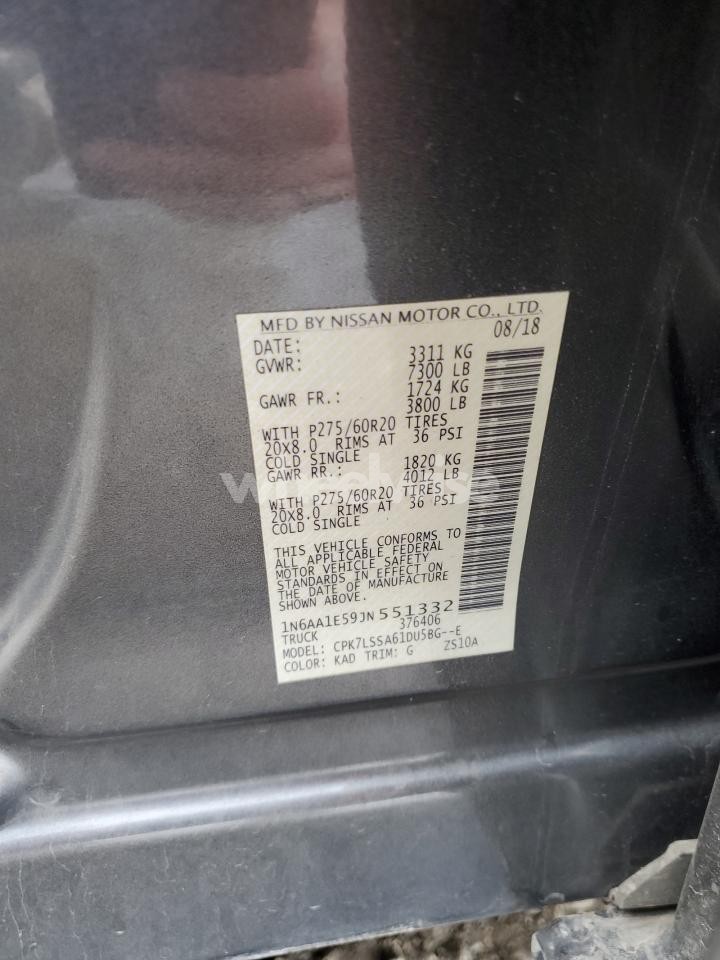 MFD BY NISSAN MOTOR CO., LTD.
DATE: 08/18
GVWR: 3311 KG
7300 LB
GAWR FR.: 1724 KG
3800 LB
WITH P275/60R20 TIRES
20X8.0 RIMS AT 36 PSI
COLD SINGLE
GAWR RR.: 1820 KG
4012 LB
WITH P275/60R20 TIRES
20X8.0 RIMS AT 36 PSI
COLD SINGLE
THIS VEHICLE CONFORMS TO
ALL APPLICABLE FEDERAL
MOTOR VEHICLE SAFETY
STANDARDS IN EFFECT ON
THE DATE OF MANUFACTURE
SHOWN ABOVE.
1N6AA1E59JN551332
TRUCK 376406
MODEL: CPK7LSSA61DU5BG--E
COLOR: KAD TRIM: G ZS10A